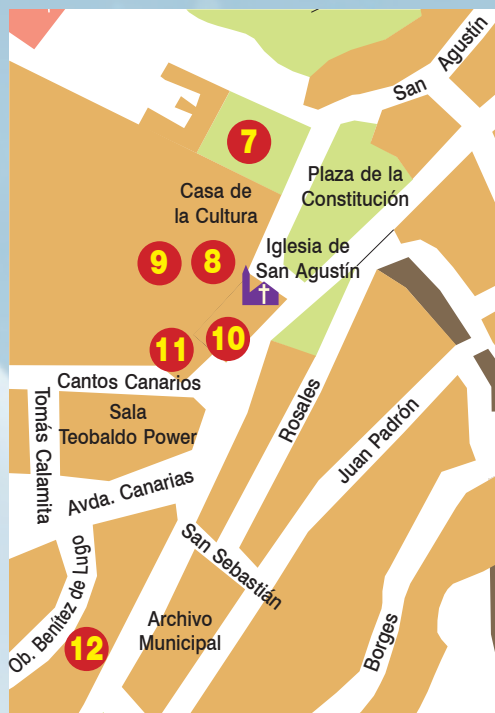 San Agustín
7
Plaza de la
Constitución
Casa de
la Cultura
Iglesia de
San Agustín
9
8
10
11
Cantos Canarios
Sala
Teobaldo Power
Tomás Calamita
Rosales
Juan Padrón
Avda. Canarias
San Sebastián
Ob. Benítez de Lugo
Archivo
Municipal
12
Borges